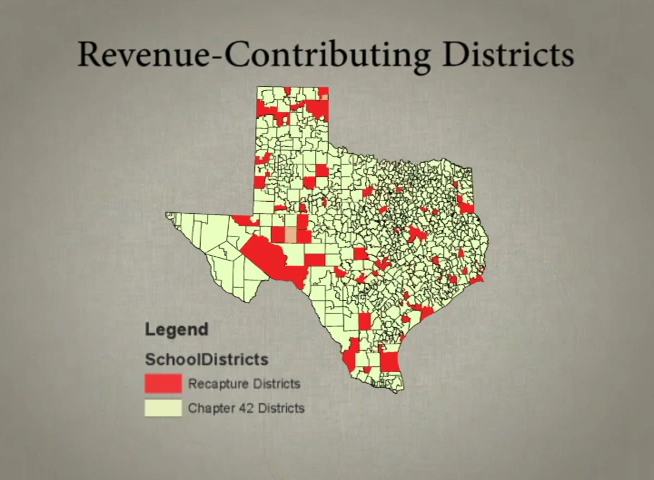 Revenue-Contributing Districts
Legend
SchoolDistricts
Recapture Districts
Chapter 42 Districts